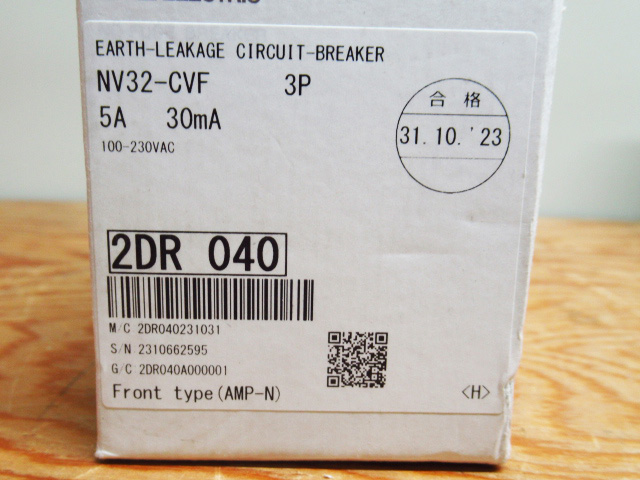 EARTH-LEAKAGE CIRCUIT-BREAKER
NV32-CVF 3P
5A 30mA
100-230VAC
合格
31.10.'23
2DR 040
M/C 2DR040231031
S/N 2310662595
G/C 2DR040A000001
Front type(AMP-N)
<H>